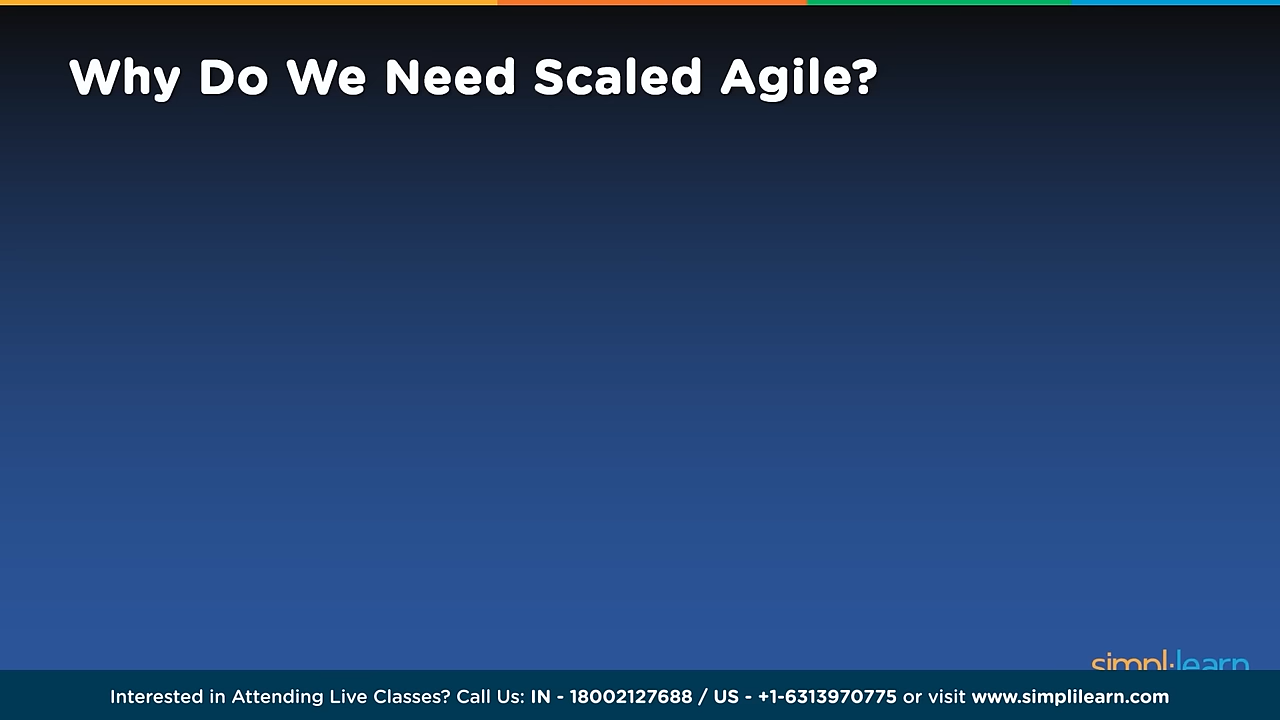 Why Do We Need Scaled Agile?
simplilearn
Interested in Attending Live Classes? Call Us: IN - 18002127688 / US - +1-6313970775 or visit www.simplilearn.com